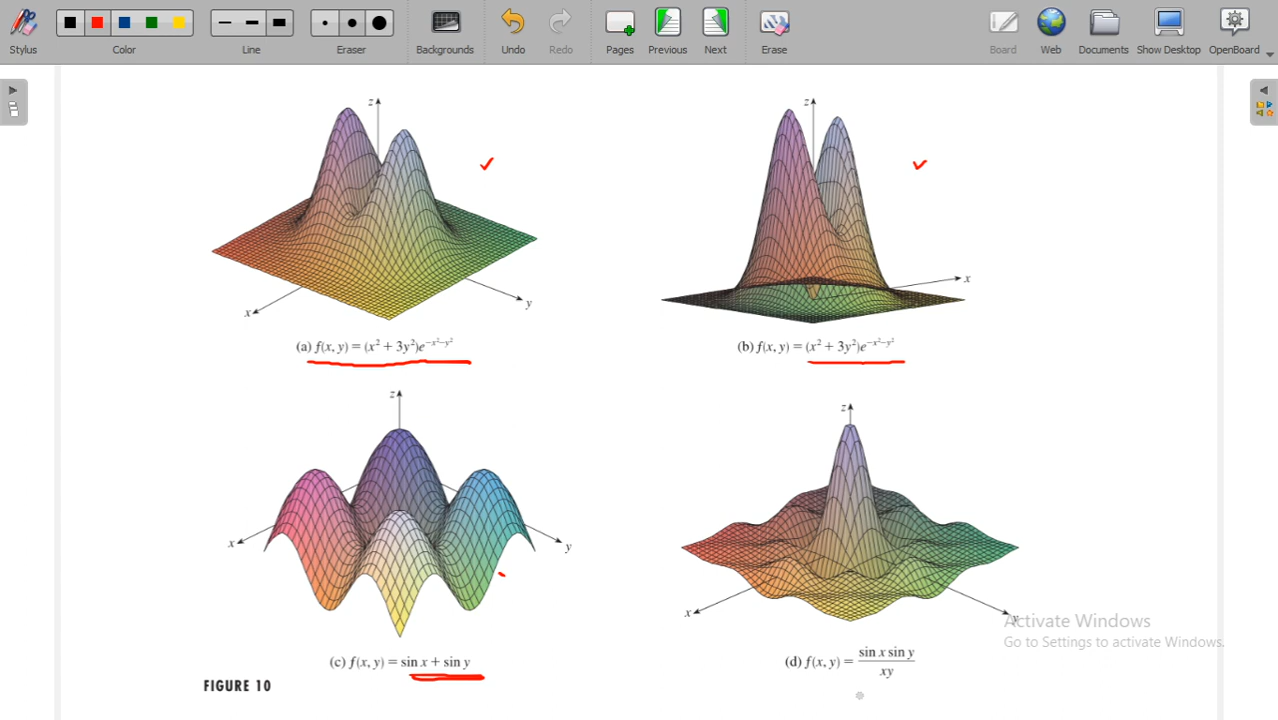 Stylus Color Line Eraser Backgrounds Undo Redo Pages Previous Next Erase Board Web Documents Show Desktop OpenBoard
z
x
y
(a) f(x, y) = (x² + 3y²)e^{-x²-y²}
z
x
(b) f(x, y) = (x² + 3y²)e^{-x²-y²}
z
x
y
(c) f(x, y) = sin x + sin y
z
x
y
(d) f(x, y) = sin x sin y
xy
FIGURE 10
Activate Windows
Go to Settings to activate Windows.